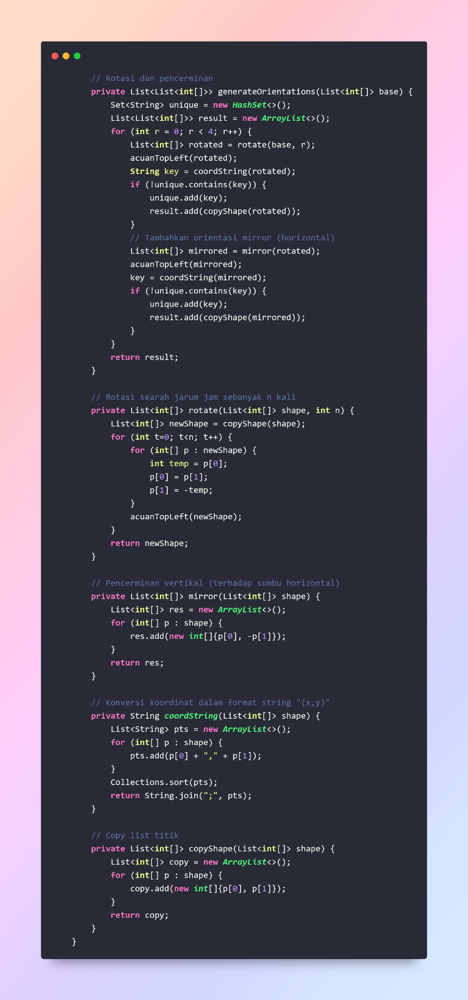 // Rotasi dan pencerminan
private List<List<int[]>> generateOrientations(List<int[]> base) {
    Set<String> unique = new HashSet<>();
    List<List<int[]>> result = new ArrayList<>();
    for (int r = 0; r < 4; r++) {
        List<int[]> rotated = rotate(base, r);
        acuanTopLeft(rotated);
        String key = coordString(rotated);
        if (!unique.contains(key)) {
            unique.add(key);
            result.add(copyShape(rotated));
        }
        // Tambahkan orientasi mirror (horizontal)
        List<int[]> mirrored = mirror(rotated);
        acuanTopLeft(mirrored);
        key = coordString(mirrored);
        if (!unique.contains(key)) {
            unique.add(key);
            result.add(copyShape(mirrored));
        }
    }
    return result;
}

// Rotasi searah jarum jam sebanyak n kali
private List<int[]> rotate(List<int[]> shape, int n) {
    List<int[]> newShape = copyShape(shape);
    for (int t=0; t<n; t++) {
        for (int[] p : newShape) {
            int temp = p[0];
            p[0] = p[1];
            p[1] = -temp;
        }
        acuanTopLeft(newShape);
    }
    return newShape;
}

// Pencerminan vertikal (terhadap sumbu horizontal)
private List<int[]> mirror(List<int[]> shape) {
    List<int[]> res = new ArrayList<>();
    for (int[] p : shape) {
        res.add(new int[]{p[0], -p[1]});
    }
    return res;
}

// Konversi koordinat dalam format string "(x,y)"
private String coordString(List<int[]> shape) {
    List<String> pts = new ArrayList<>();
    for (int[] p : shape) {
        pts.add(p[0] + "," + p[1]);
    }
    Collections.sort(pts);
    return String.join(";", pts);
}

// Copy list titik
private List<int[]> copyShape(List<int[]> shape) {
    List<int[]> copy = new ArrayList<>();
    for (int[] p : shape) {
        copy.add(new int[]{p[0], p[1]});
    }
    return copy;
}
}